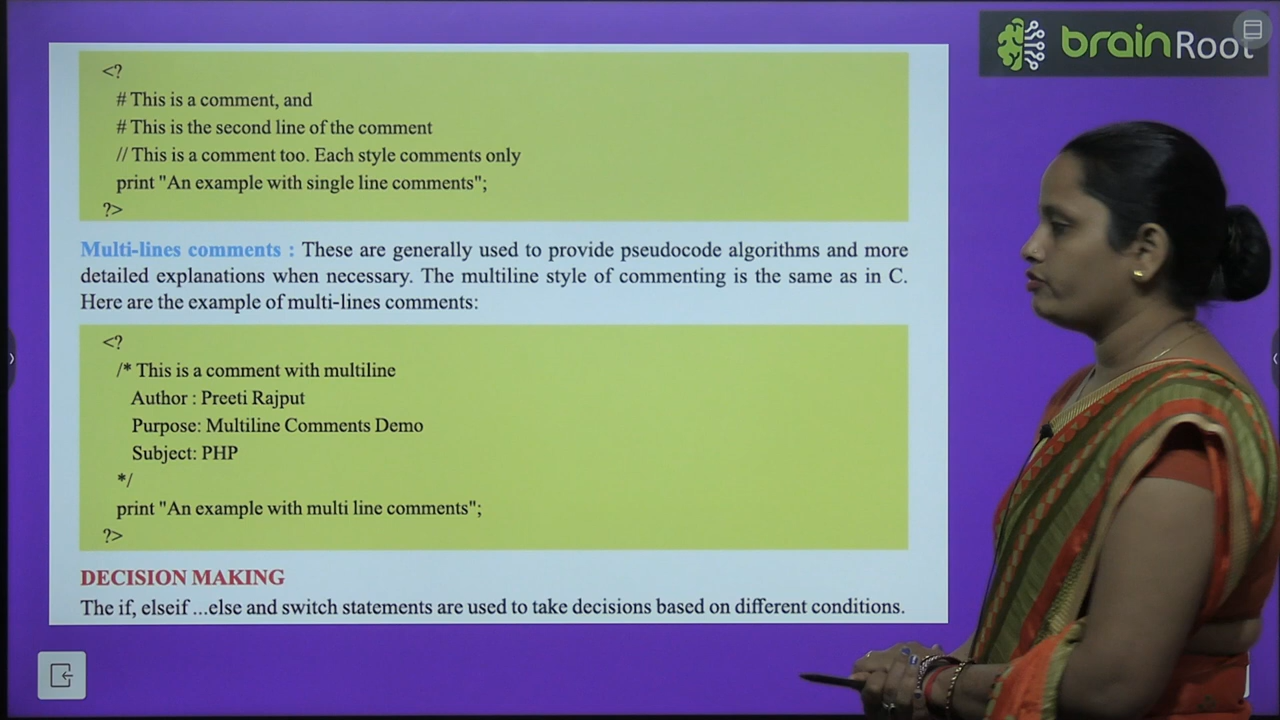 brainRoot
<?
# This is a comment, and
# This is the second line of the comment
// This is a comment too. Each style comments only
print "An example with single line comments";
?>
Multi-lines comments : These are generally used to provide pseudocode algorithms and more
detailed explanations when necessary. The multiline style of commenting is the same as in C.
Here are the example of multi-lines comments:
<?
/* This is a comment with multiline
Author : Preeti Rajput
Purpose: Multiline Comments Demo
Subject: PHP
*/
print "An example with multi line comments";
?>
DECISION MAKING
The if, elseif ...else and switch statements are used to take decisions based on different conditions.